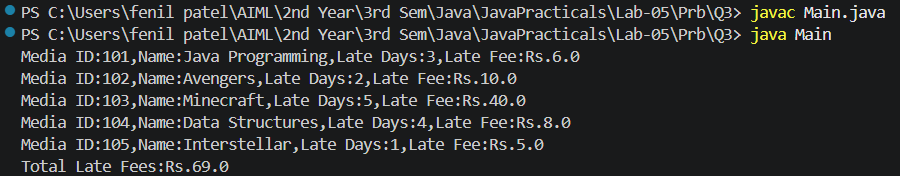 PS C:\Users\fenil patel\AIML\2nd Year\3rd Sem\Java\JavaPracticals\Lab-05\Prb\Q3> javac Main.java
PS C:\Users\fenil patel\AIML\2nd Year\3rd Sem\Java\JavaPracticals\Lab-05\Prb\Q3> java Main
Media ID:101,Name:Java Programming,Late Days:3,Late Fee:Rs.6.0
Media ID:102,Name:Avengers,Late Days:2,Late Fee:Rs.10.0
Media ID:103,Name:Minecraft,Late Days:5,Late Fee:Rs.40.0
Media ID:104,Name:Data Structures,Late Days:4,Late Fee:Rs.8.0
Media ID:105,Name:Interstellar,Late Days:1,Late Fee:Rs.5.0
Total Late Fees:Rs.69.0